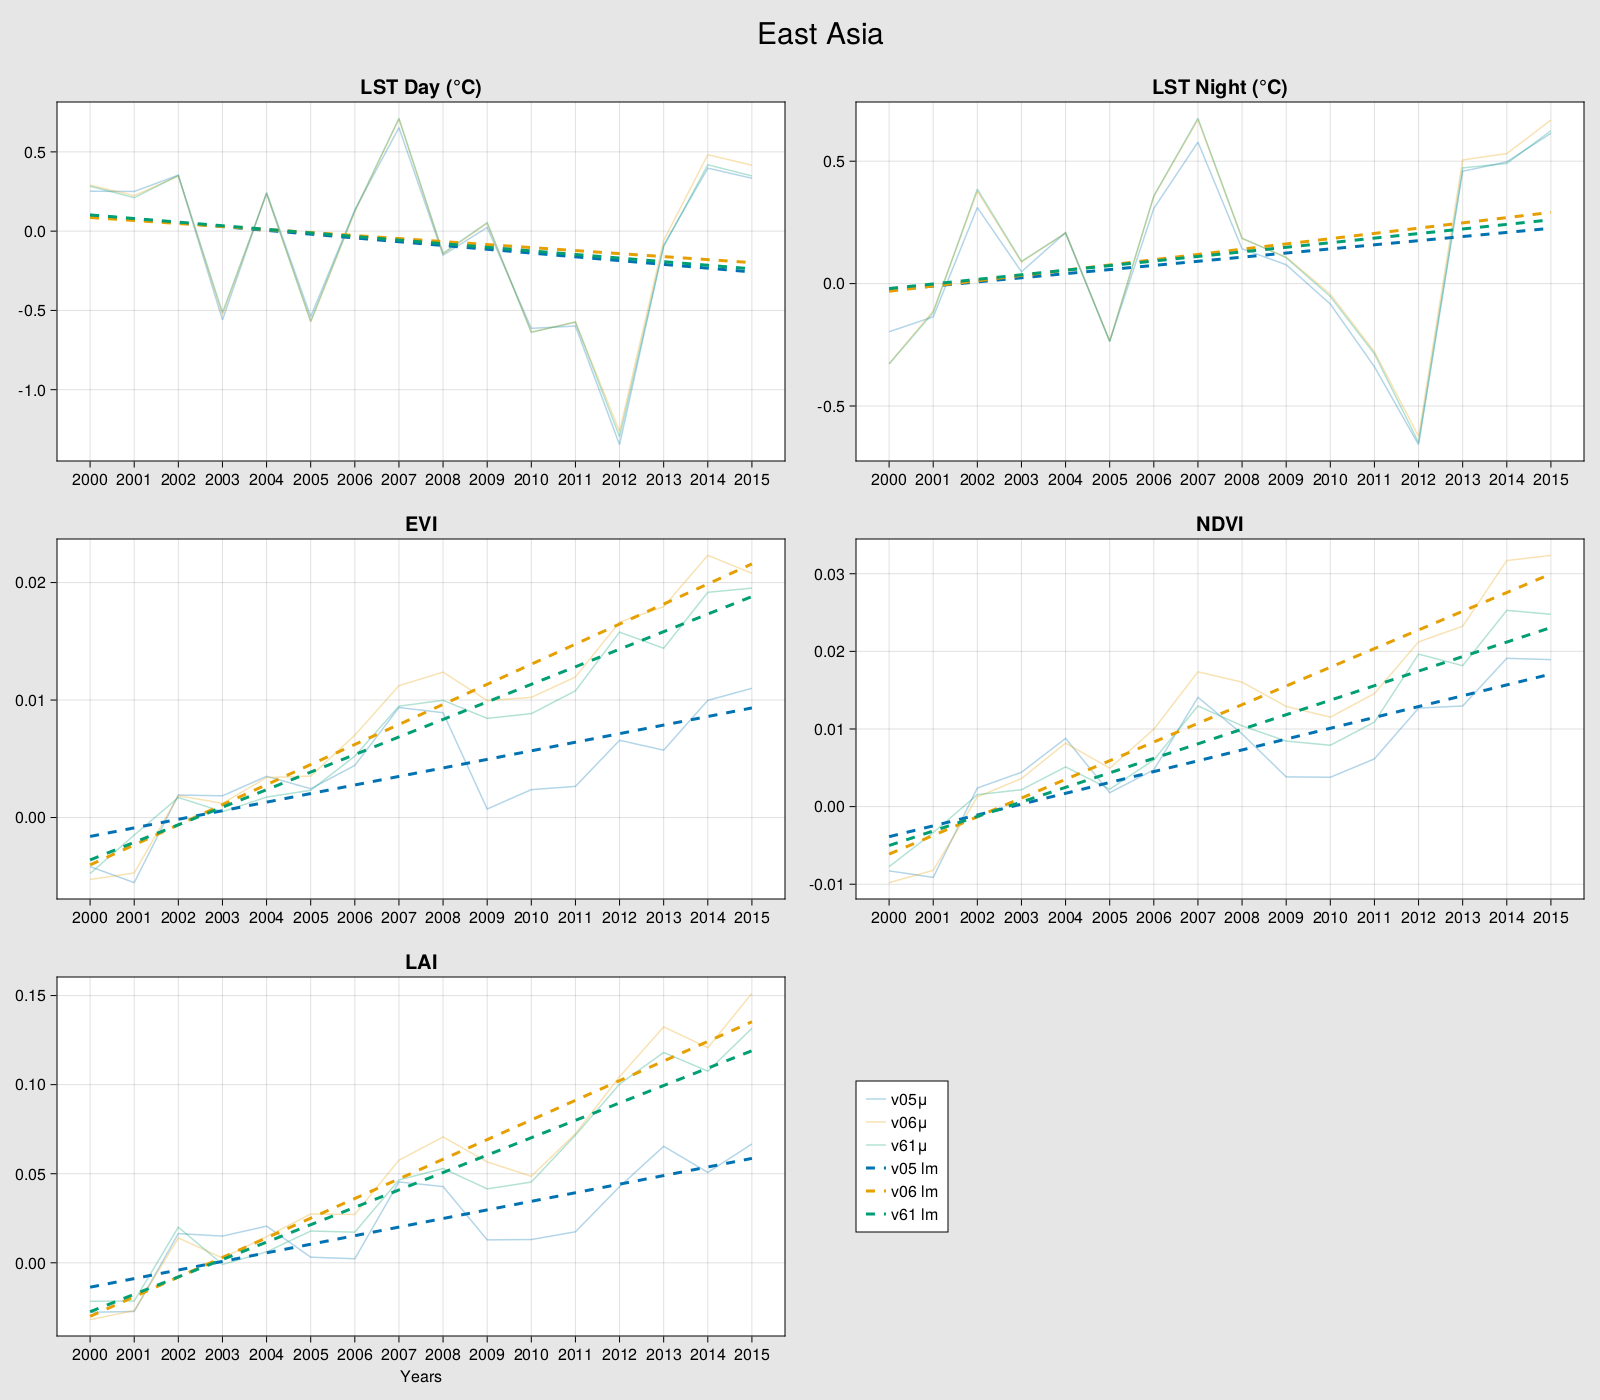 East Asia
LST Day (°C)
0.5
0.0
-0.5
-1.0
2000 2001 2002 2003 2004 2005 2006 2007 2008 2009 2010 2011 2012 2013 2014 2015
LST Night (°C)
0.5
0.0
-0.5
2000 2001 2002 2003 2004 2005 2006 2007 2008 2009 2010 2011 2012 2013 2014 2015
EVI
0.02
0.01
0.00
2000 2001 2002 2003 2004 2005 2006 2007 2008 2009 2010 2011 2012 2013 2014 2015
NDVI
0.03
0.02
0.01
0.00
-0.01
2000 2001 2002 2003 2004 2005 2006 2007 2008 2009 2010 2011 2012 2013 2014 2015
LAI
0.15
0.10
0.05
0.00
2000 2001 2002 2003 2004 2005 2006 2007 2008 2009 2010 2011 2012 2013 2014 2015
Years
v05μ
v06μ
v61μ
v05 lm
v06 lm
v61 lm